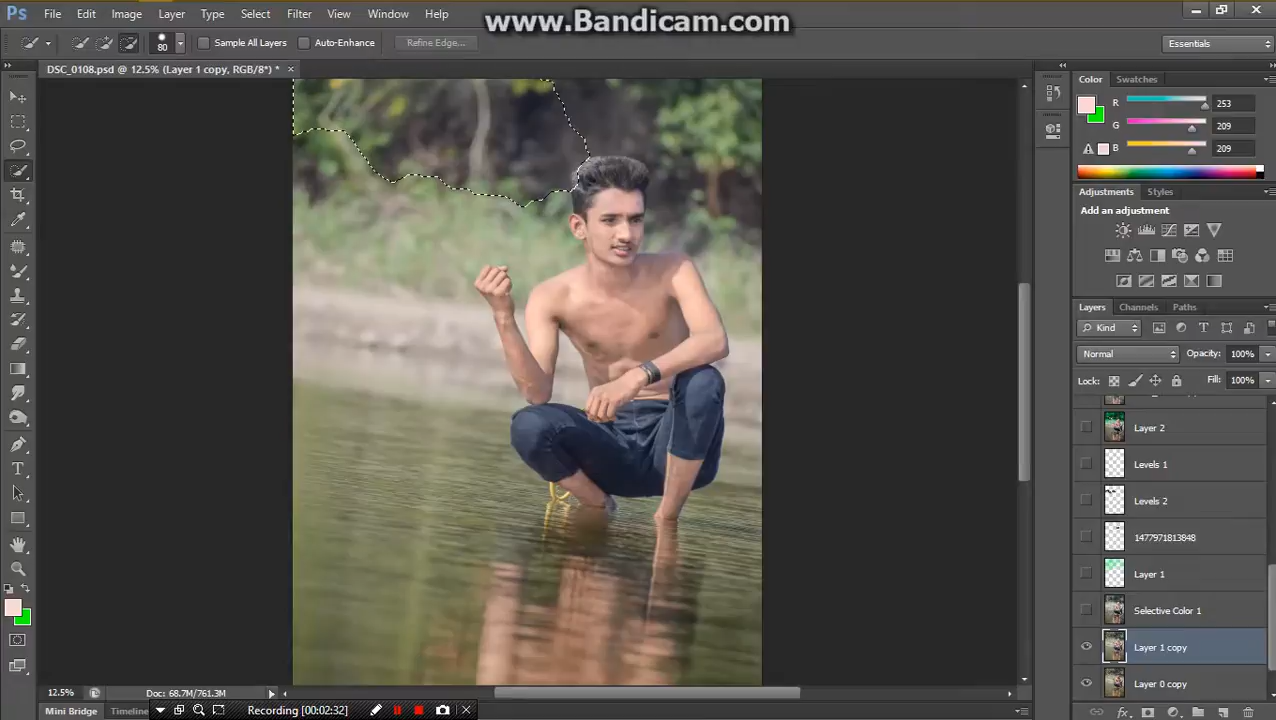 www.Bandicam.com
Ps File Edit Image Layer Type Select Filter View Window Help
80 Sample All Layers Auto-Enhance Refine Edge... Essentials
DSC_0108.psd @ 12.5% (Layer 1 copy, RGB/8*) * ×
Color Swatches
R 253
G 209
B 209
Adjustments Styles
Add an adjustment
Layers Channels Paths
Kind
Normal Opacity: 100%
Lock: Fill: 100%
Layer 2
Levels 1
Levels 2
1477971813848
Layer 1
Selective Color 1
Layer 1 copy
Layer 0 copy
12.5% Doc: 68.7M/761.3M
Mini Bridge Timeline Recording [00:02:32]
fx